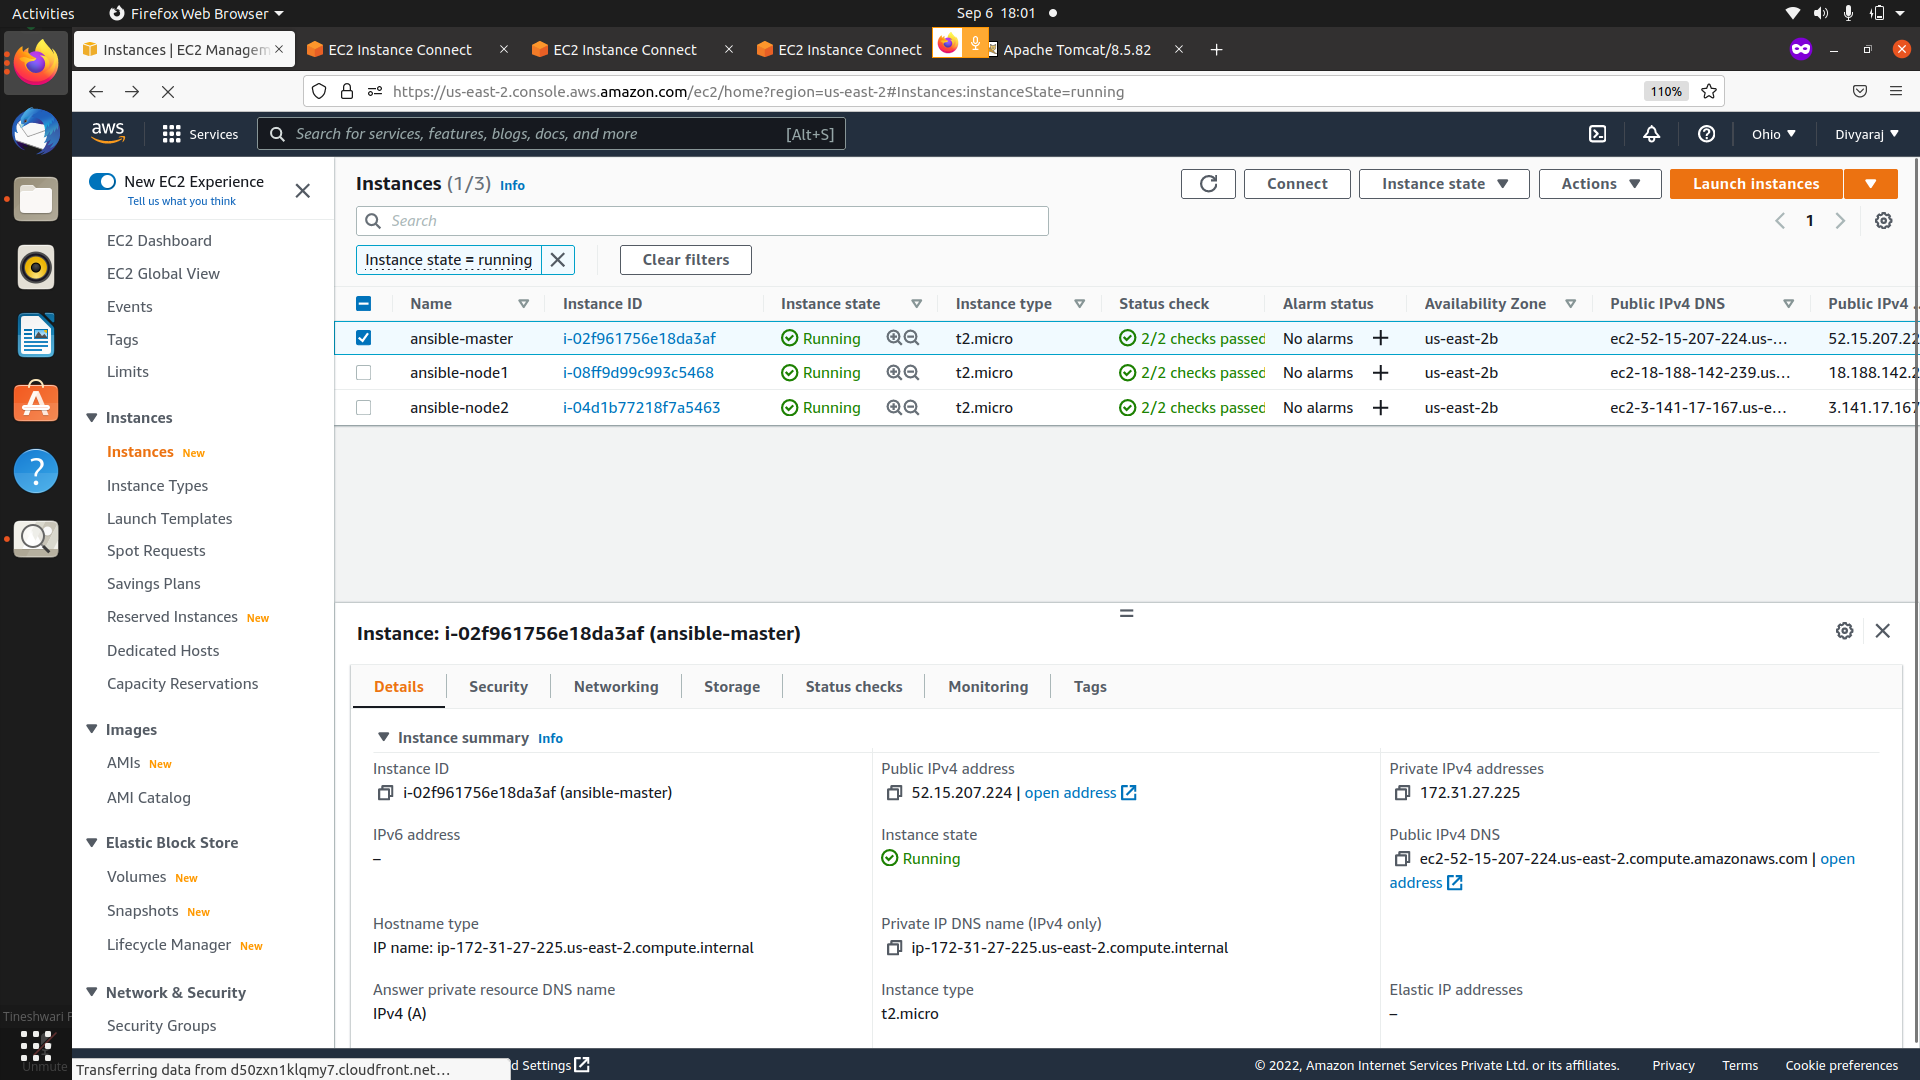 Activities
Firefox Web Browser
Sep 6 18:01
Instances | EC2 Managem
EC2 Instance Connect
EC2 Instance Connect
EC2 Instance Connect
Apache Tomcat/8.5.82
https://us-east-2.console.aws.amazon.com/ec2/home?region=us-east-2#Instances:instanceState=running
110%
aws
Services
Search for services, features, blogs, docs, and more
[Alt+S]
Ohio
Divyaraj
New EC2 Experience
Tell us what you think
EC2 Dashboard
EC2 Global View
Events
Tags
Limits
Instances
Instances New
Instance Types
Launch Templates
Spot Requests
Savings Plans
Reserved Instances New
Dedicated Hosts
Capacity Reservations
Images
AMIs New
AMI Catalog
Elastic Block Store
Volumes New
Snapshots New
Lifecycle Manager New
Network & Security
Security Groups
Instances (1/3) Info
Connect
Instance state
Actions
Launch instances
Search
1
Instance state = running
Clear filters
Name Instance ID Instance state Instance type Status check Alarm status Availability Zone Public IPv4 DNS Public IPv4 ...
ansible-master i-02f961756e18da3af Running t2.micro 2/2 checks passed No alarms us-east-2b ec2-52-15-207-224.us-... 52.15.207.22
ansible-node1 i-08ff9d99c993c5468 Running t2.micro 2/2 checks passed No alarms us-east-2b ec2-18-188-142-239.us... 18.188.142.2
ansible-node2 i-04d1b77218f7a5463 Running t2.micro 2/2 checks passed No alarms us-east-2b ec2-3-141-17-167.us-e... 3.141.17.167
Instance: i-02f961756e18da3af (ansible-master)
Details
Security
Networking
Storage
Status checks
Monitoring
Tags
Instance summary Info
Instance ID
i-02f961756e18da3af (ansible-master)
Public IPv4 address
52.15.207.224 | open address
Private IPv4 addresses
172.31.27.225
IPv6 address
–
Instance state
Running
Public IPv4 DNS
ec2-52-15-207-224.us-east-2.compute.amazonaws.com | open
address
Hostname type
IP name: ip-172-31-27-225.us-east-2.compute.internal
Private IP DNS name (IPv4 only)
ip-172-31-27-225.us-east-2.compute.internal
Answer private resource DNS name
IPv4 (A)
Instance type
t2.micro
Elastic IP addresses
–
Tineshwari P
Unmute
Transferring data from d50zxn1klqmy7.cloudfront.net…
d Settings
© 2022, Amazon Internet Services Private Ltd. or its affiliates.
Privacy
Terms
Cookie preferences